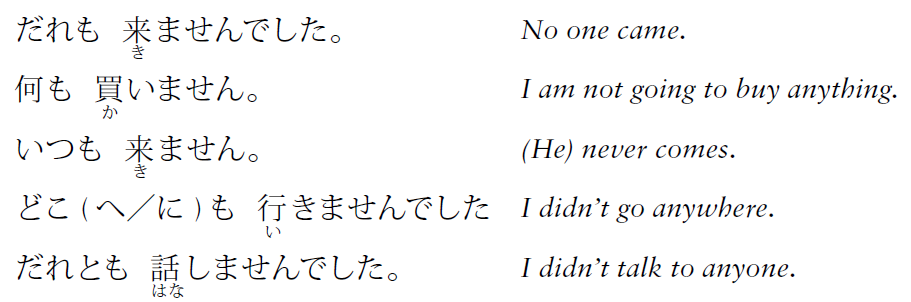 だれも 来ませんでした。 No one came.
き
何も 買いません。 I am not going to buy anything.
か
いつも 来ません。 (He) never comes.
き
どこ ( へ／に ) も 行きませんでした I didn't go anywhere.
い
だれとも 話しませんでした。 I didn't talk to anyone.
はな